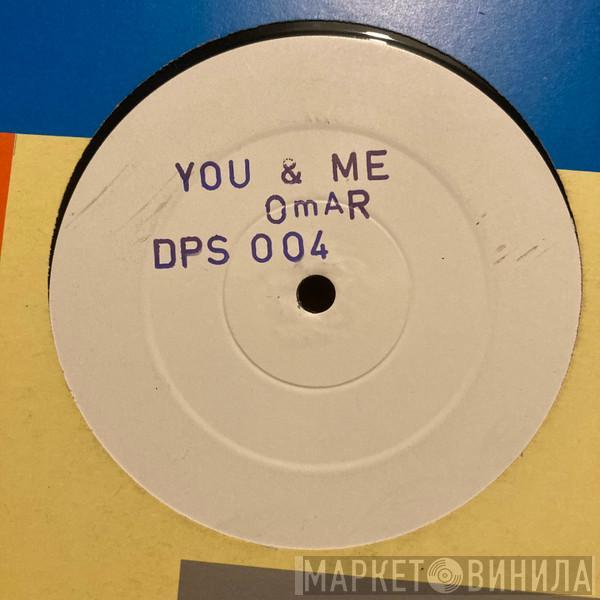 YOU & ME
OmAR
DPS 004
МАРКЕТ ВИНИЛА